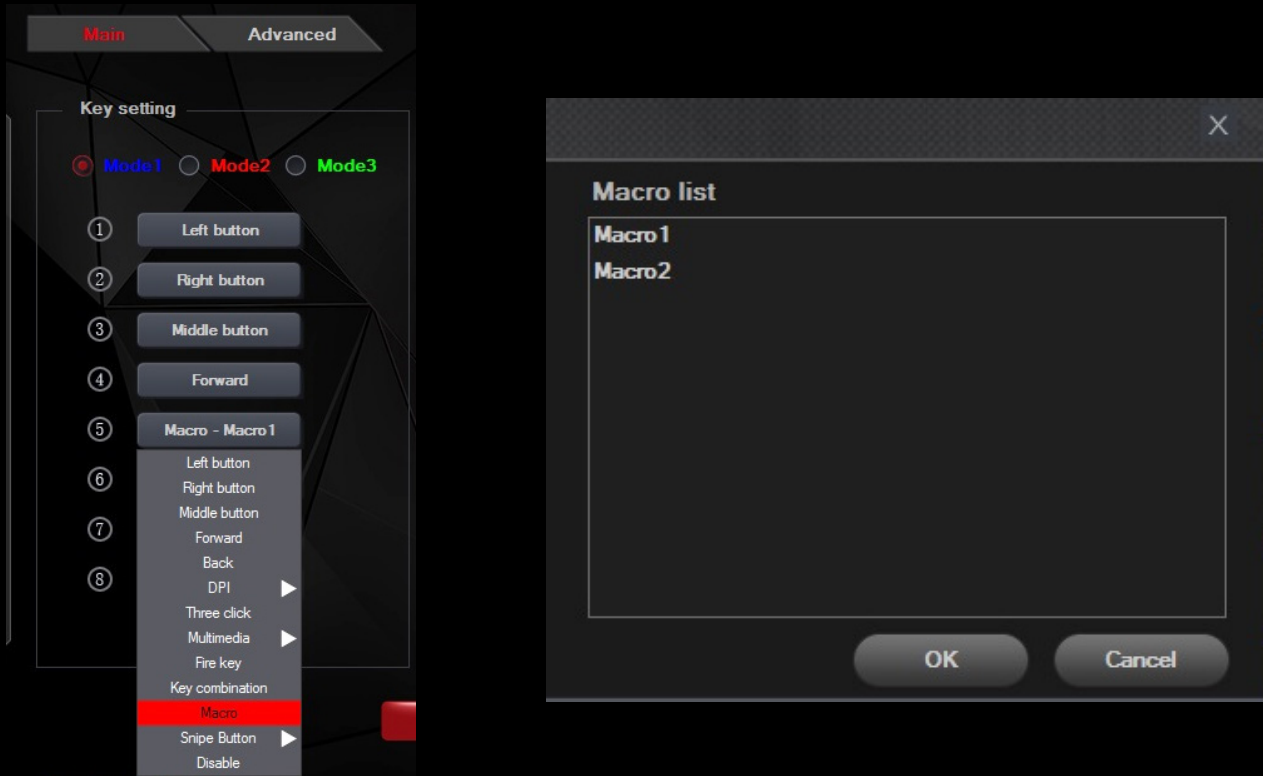 Main Advanced
Key setting
Mode1 Mode2 Mode3
1 Left button
2 Right button
3 Middle button
4 Forward
5 Macro - Macro1
6
7
8
Left button
Right button
Middle button
Forward
Back
DPI
Three click
Multimedia
Fire key
Key combination
Macro
Snipe Button
Disable
X
Macro list
Macro1
Macro2
OK Cancel